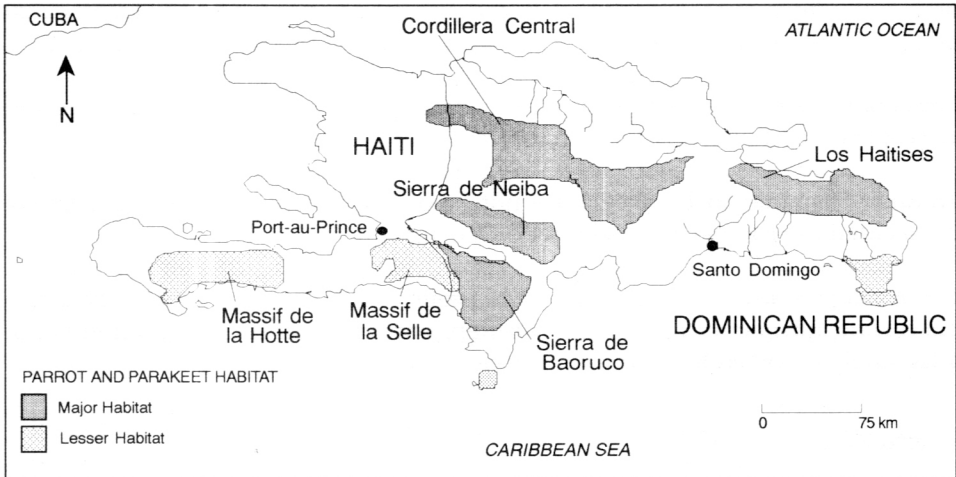 CUBA
Cordillera Central
ATLANTIC OCEAN
N
HAITI
Los Haitises
Sierra de Neiba
Port-au-Prince
Santo Domingo
Massif de
la Hotte
Massif de
la Selle
DOMINICAN REPUBLIC
Sierra de
Baoruco
PARROT AND PARAKEET HABITAT
Major Habitat
Lesser Habitat
0 75 km
CARIBBEAN SEA